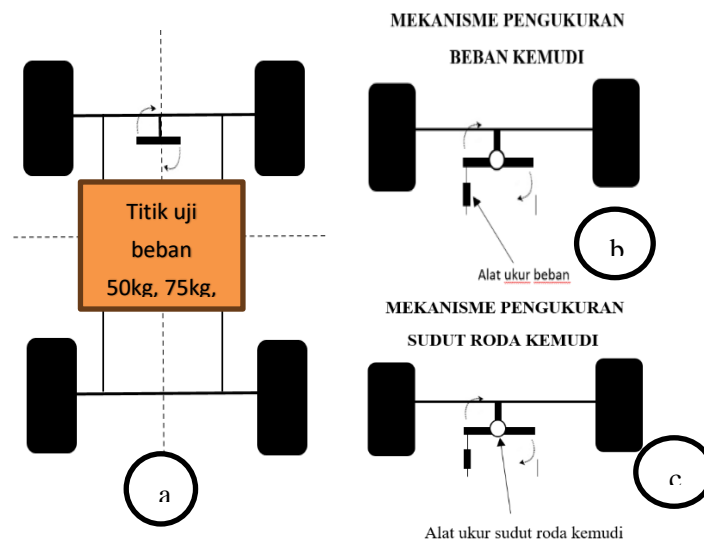 Titik uji
beban
50kg, 75kg,
a
MEKANISME PENGUKURAN
BEBAN KEMUDI
Alat ukur beban
b
MEKANISME PENGUKURAN
SUDUT RODA KEMUDI
Alat ukur sudut roda kemudi
c